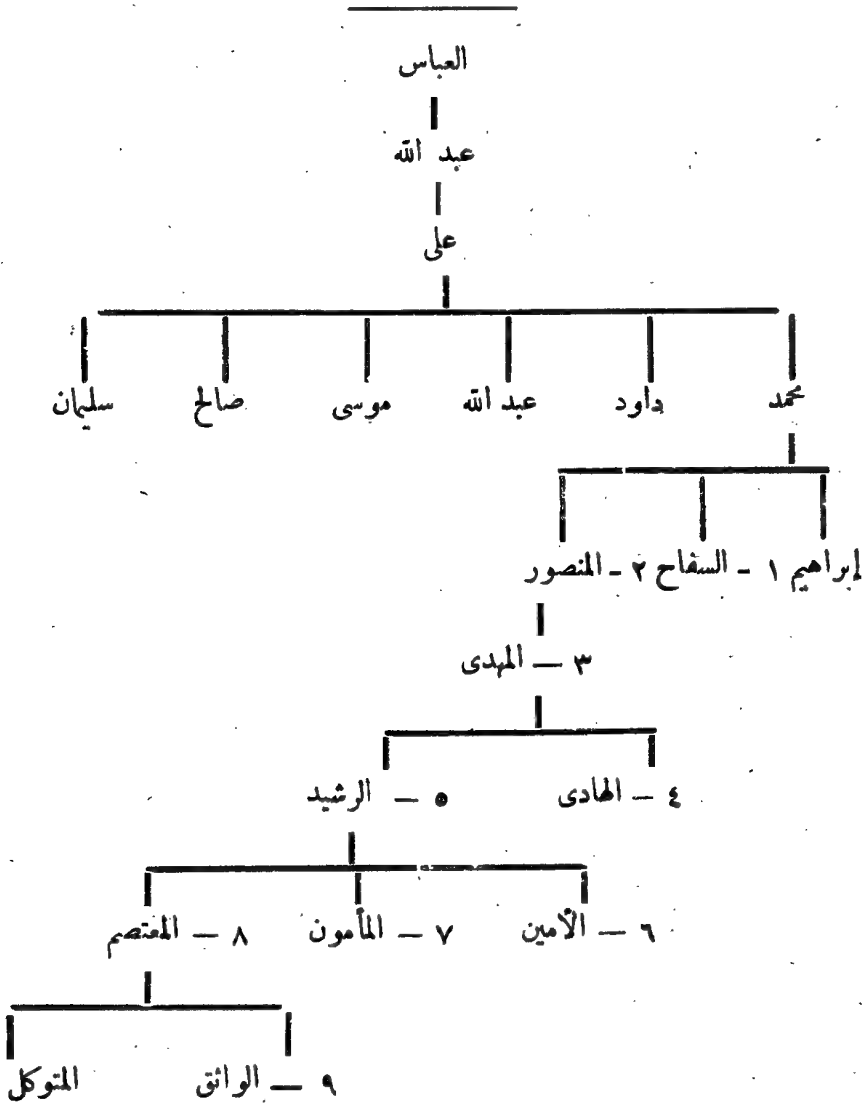 العباس
عبد الله
على
محمد داود عبد الله موسى صالح سليمان
إبراهيم ١ - السفاح ٢ - المنصور
٣ — المهدى
٤ — الهادى ٥ — الرشيد
٦ — الأمين ٧ — المأمون ٨ — المعتصم
٩ — الواثق المتوكل